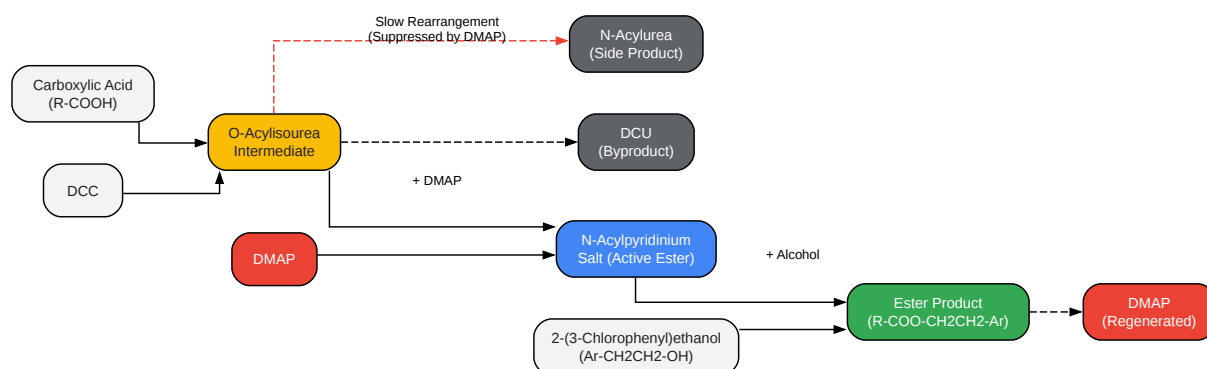 Slow Rearrangement
(Suppressed by DMAP)
N-Acylurea
(Side Product)
Carboxylic Acid
(R-COOH)
O-Acylisourea
Intermediate
DCU
(Byproduct)
DCC
+ DMAP
N-Acylpyridinium
Salt (Active Ester)
DMAP
+ Alcohol
Ester Product
(R-COO-CH2CH2-Ar)
DMAP
(Regenerated)
2-(3-Chlorophenyl)ethanol
(Ar-CH2CH2-OH)